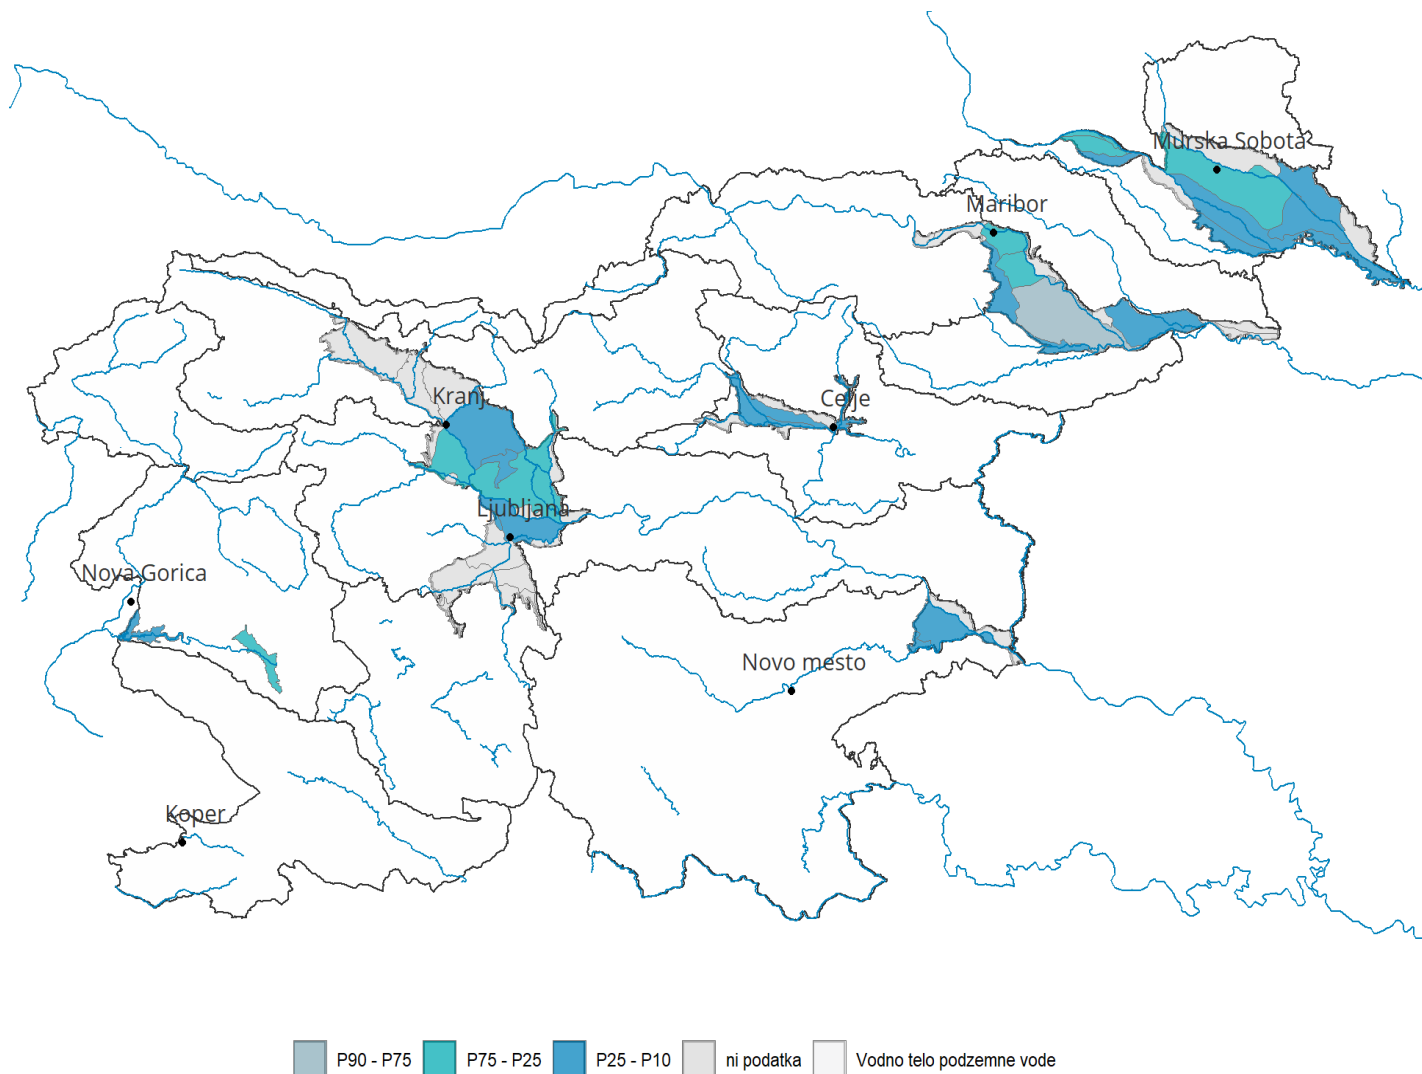 Murska Sobota
Maribor
Kranj
Celje
Ljubljana
Nova Gorica
Novo mesto
Koper
P90 - P75
P75 - P25
P25 - P10
ni podatka
Vodno telo podzemne vode